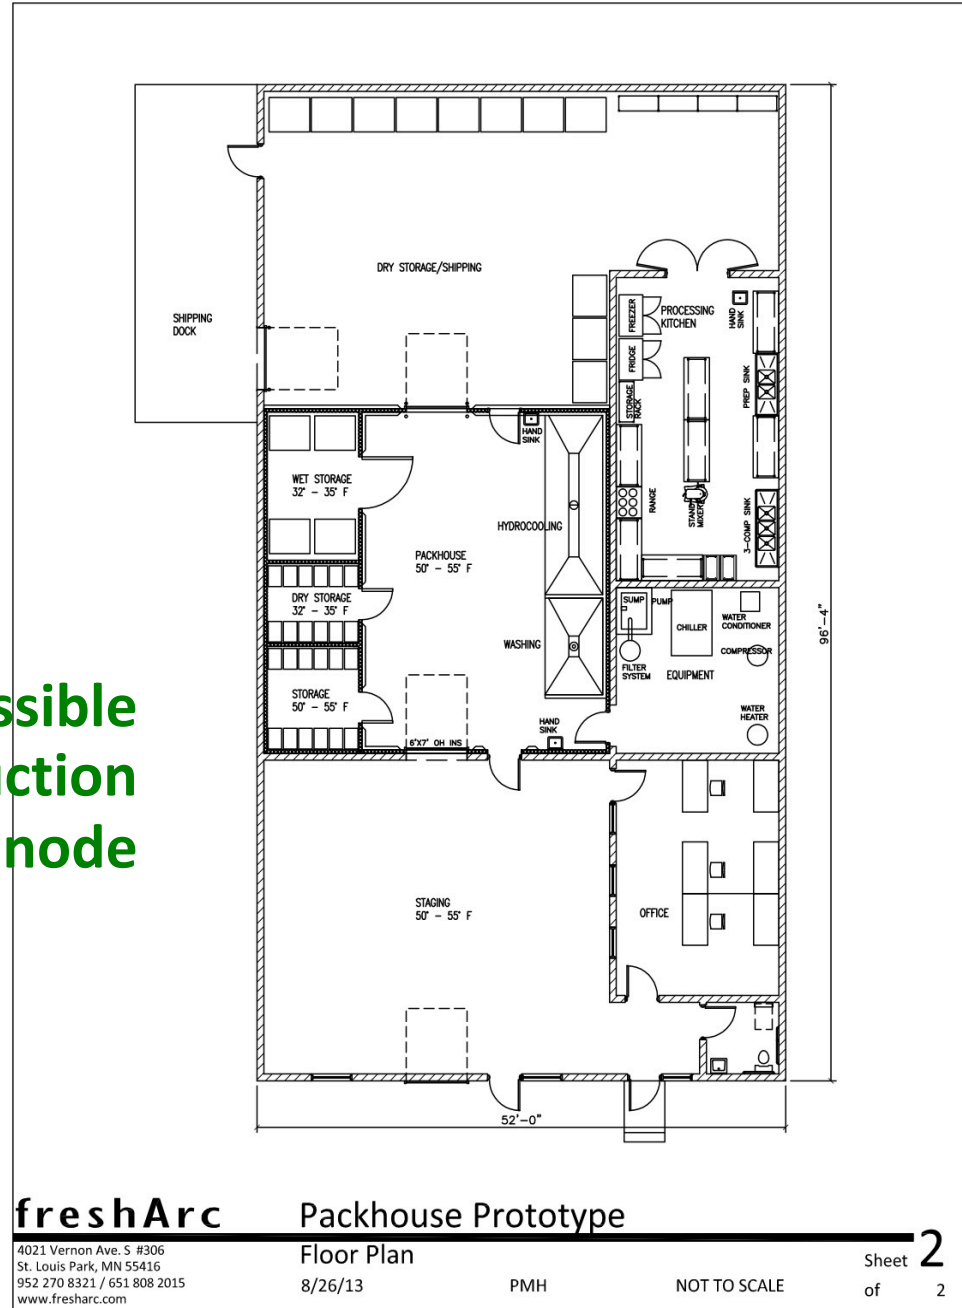 DRY STORAGE/SHIPPING
SHIPPING
DOCK
FREEZER
PROCESSING
KITCHEN
HAND
SINK
FRIDGE
STORAGE
RACK
PREP SINK
HAND
SINK
WET STORAGE
32° - 35° F
RANGE
STAND
MIXER
3-COMP SINK
HYDROCOOLING
PACKHOUSE
50° - 55° F
DRY STORAGE
32° - 35° F
SUMP
PUMP
CHILLER
WATER
CONDITIONER
96'-4"
WASHING
COMPRESSOR
FILTER
SYSTEM
EQUIPMENT
STORAGE
50° - 55° F
WATER
HEATER
HAND
SINK
6'X7' OH INS
ssible
uction
node
STAGING
50° - 55° F
OFFICE
52'-0"
freshArc
Packhouse Prototype
4021 Vernon Ave. S #306
St. Louis Park, MN 55416
952 270 8321 / 651 808 2015
www.fresharc.com
Floor Plan
8/26/13 PMH NOT TO SCALE
Sheet 2
of 2